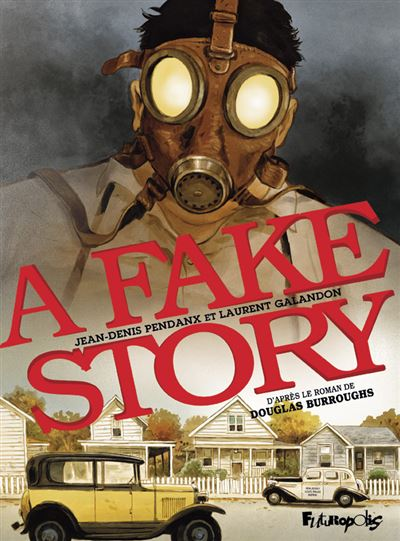 A FAKE
JEAN-DENIS PENDANX ET LAURENT GALANDON
STORY
D'APRÈS LE ROMAN DE
DOUGLAS BURROUGHS
Futuropolis